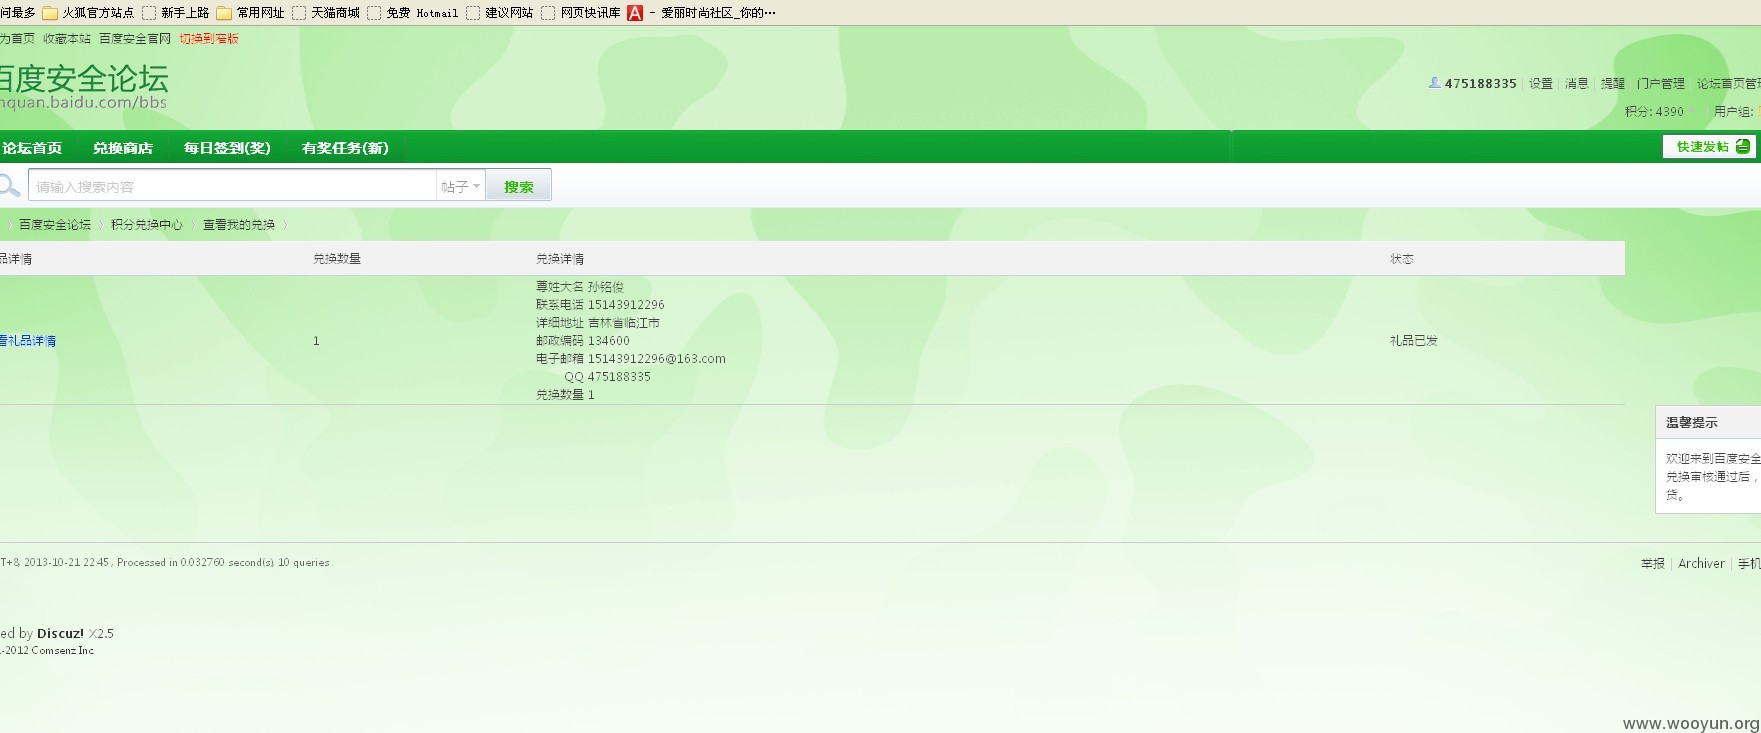 问最多 火狐官方站点 新手上路 常用网址 天猫商城 免费 Hotmail 建议网站 网页快讯库 - 爱丽时尚社区_你的…
为首页 收藏本站 百度安全官网 切换到窄版
百度安全论坛
nquan.baidu.com/bbs
475188335 设置 消息 提醒 门户管理 论坛首页管理
积分: 4390 用户组:
论坛首页 兑换商店 每日签到(奖) 有奖任务(新) 快速发帖
请输入搜索内容 帖子 搜索
百度安全论坛 › 积分兑换中心 › 查看我的兑换 ›
品详情 兑换数量 兑换详情 状态
尊姓大名 孙铭俊
联系电话 15143912296
详细地址 吉林省临江市
看礼品详情 1 邮政编码 134600 礼品已发
电子邮箱 15143912296@163.com
QQ 475188335
兑换数量 1
温馨提示
欢迎来到百度安全
兑换审核通过后，
货。
T+8, 2013-10-21 22:45 , Processed in 0.032760 second(s), 10 queries .
举报 | Archiver | 手机
ed by Discuz! X2.5
-2012 Comsenz Inc.
www.wooyun.org